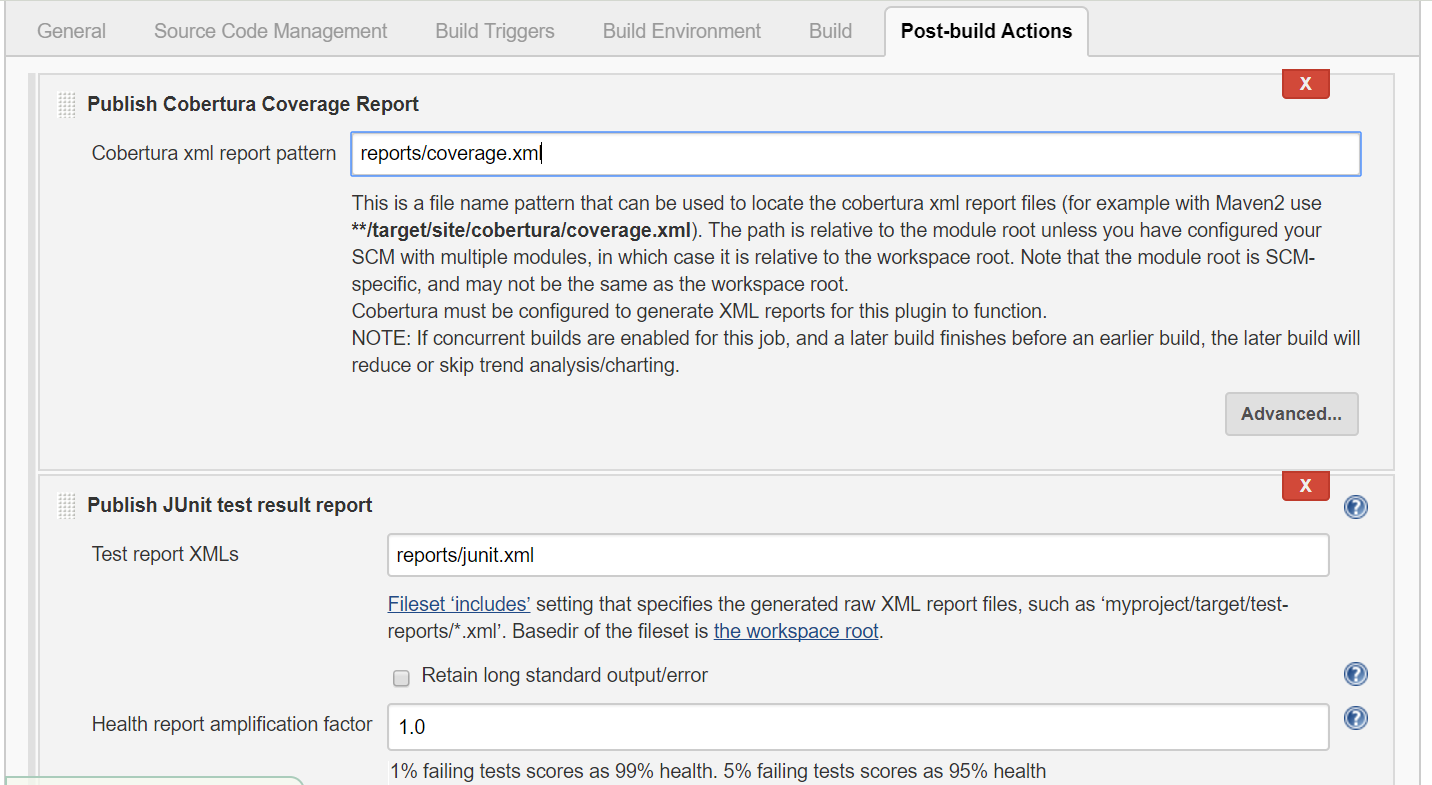 General Source Code Management Build Triggers Build Environment Build Post-build Actions
X
Publish Cobertura Coverage Report
Cobertura xml report pattern reports/coverage.xml
This is a file name pattern that can be used to locate the cobertura xml report files (for example with Maven2 use
**/target/site/cobertura/coverage.xml). The path is relative to the module root unless you have configured your
SCM with multiple modules, in which case it is relative to the workspace root. Note that the module root is SCM-
specific, and may not be the same as the workspace root.
Cobertura must be configured to generate XML reports for this plugin to function.
NOTE: If concurrent builds are enabled for this job, and a later build finishes before an earlier build, the later build will
reduce or skip trend analysis/charting.
Advanced...
X
Publish JUnit test result report ?
Test report XMLs reports/junit.xml
Fileset ‘includes’ setting that specifies the generated raw XML report files, such as ‘myproject/target/test-
reports/*.xml’. Basedir of the fileset is the workspace root.
Retain long standard output/error ?
Health report amplification factor 1.0 ?
1% failing tests scores as 99% health. 5% failing tests scores as 95% health